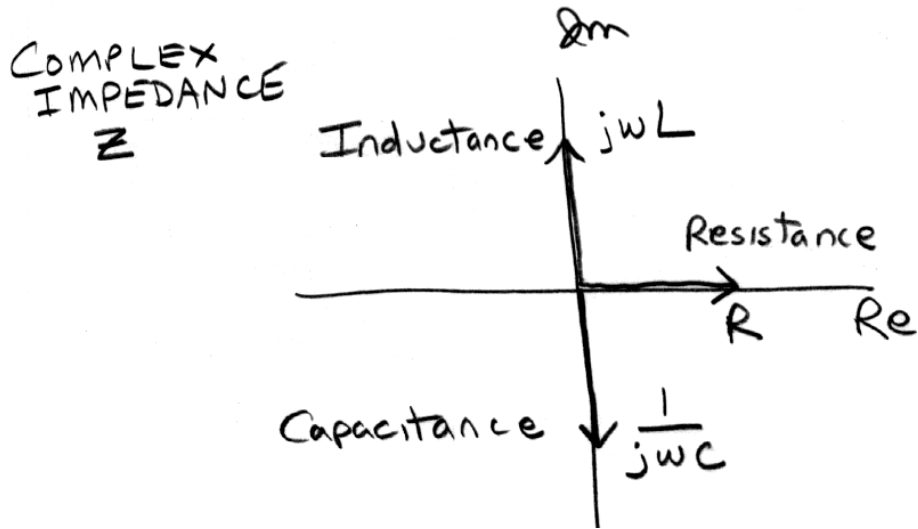 COMPLEX
IMPEDANCE
Z
Im
Inductance
jwL
Resistance
R
Re
Capacitance
1
jwC